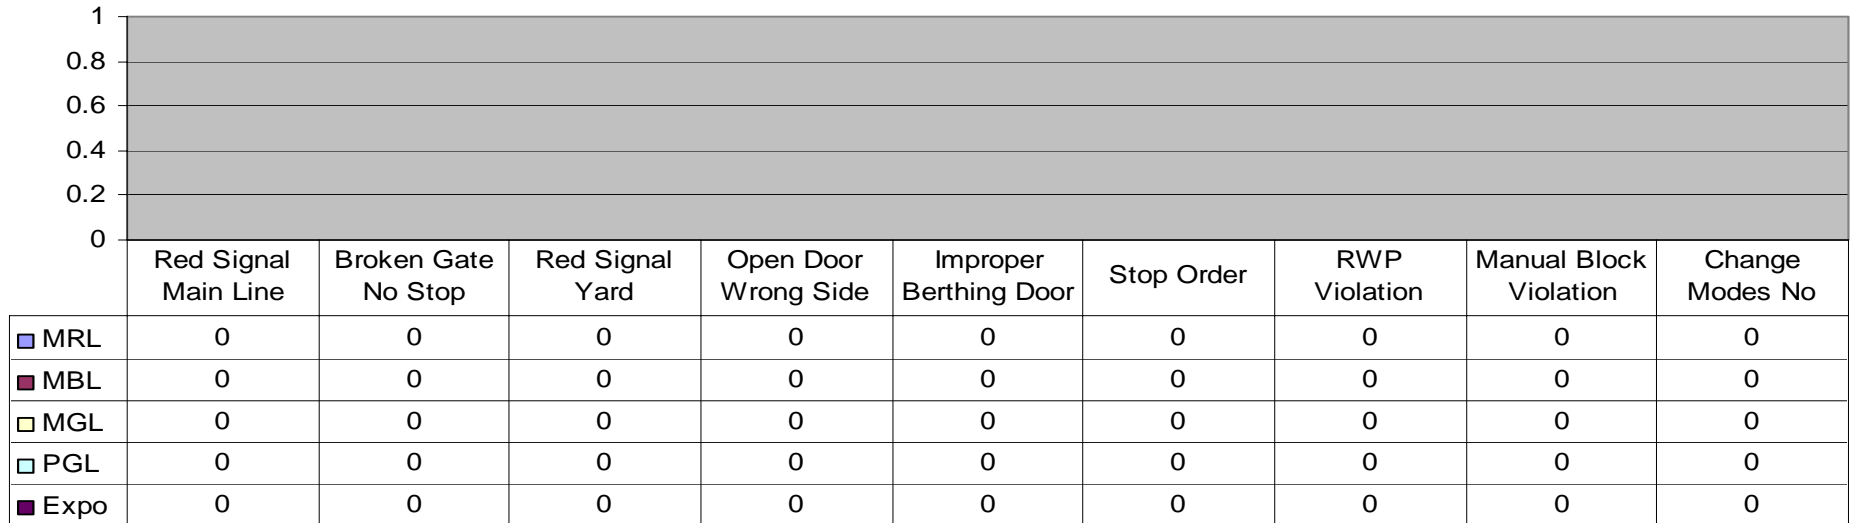 1
0.8
0.6
0.4
0.2
0
Red Signal Main Line Broken Gate No Stop Red Signal Yard Open Door Wrong Side Improper Berthing Door Stop Order RWP Violation Manual Block Violation Change Modes No
MRL 0 0 0 0 0 0 0 0 0
MBL 0 0 0 0 0 0 0 0 0
MGL 0 0 0 0 0 0 0 0 0
PGL 0 0 0 0 0 0 0 0 0
Expo 0 0 0 0 0 0 0 0 0